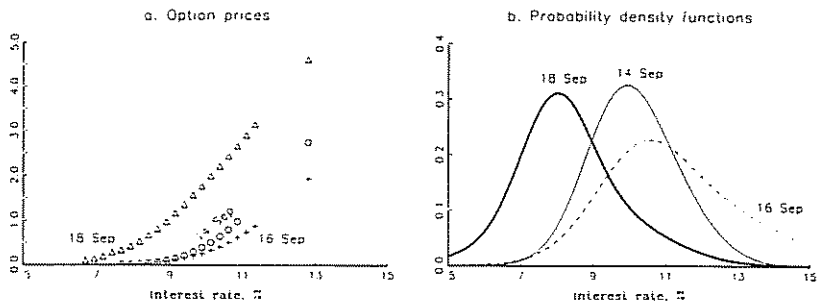 a. Option prices
b. Probability density functions
5.0
4.0
3.0
2.0
1.0
0.0
18 Sep
14 Sep
16 Sep
5
7
9
11
13
15
Interest rate, %
0.4
0.3
0.2
0.1
0.0
18 Sep
14 Sep
16 Sep
5
7
9
11
13
15
Interest rate, %